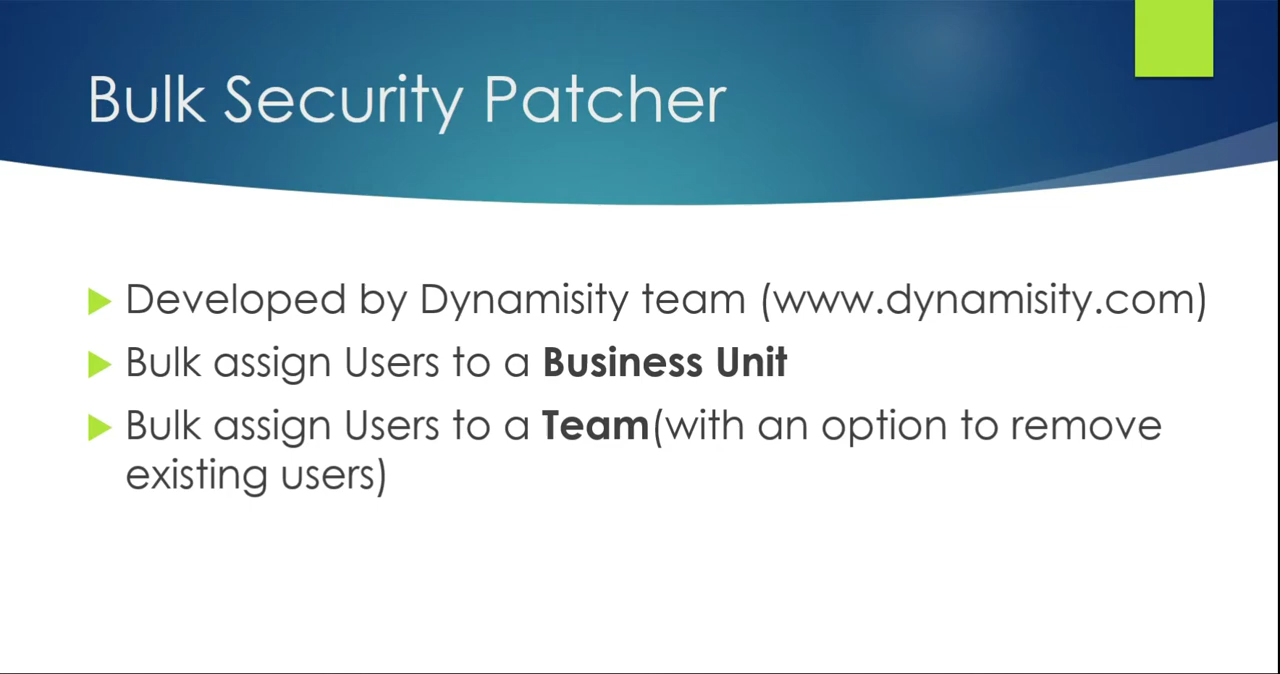 Bulk Security Patcher
Developed by Dynamisity team (www.dynamisity.com)
Bulk assign Users to a Business Unit
Bulk assign Users to a Team(with an option to remove
existing users)